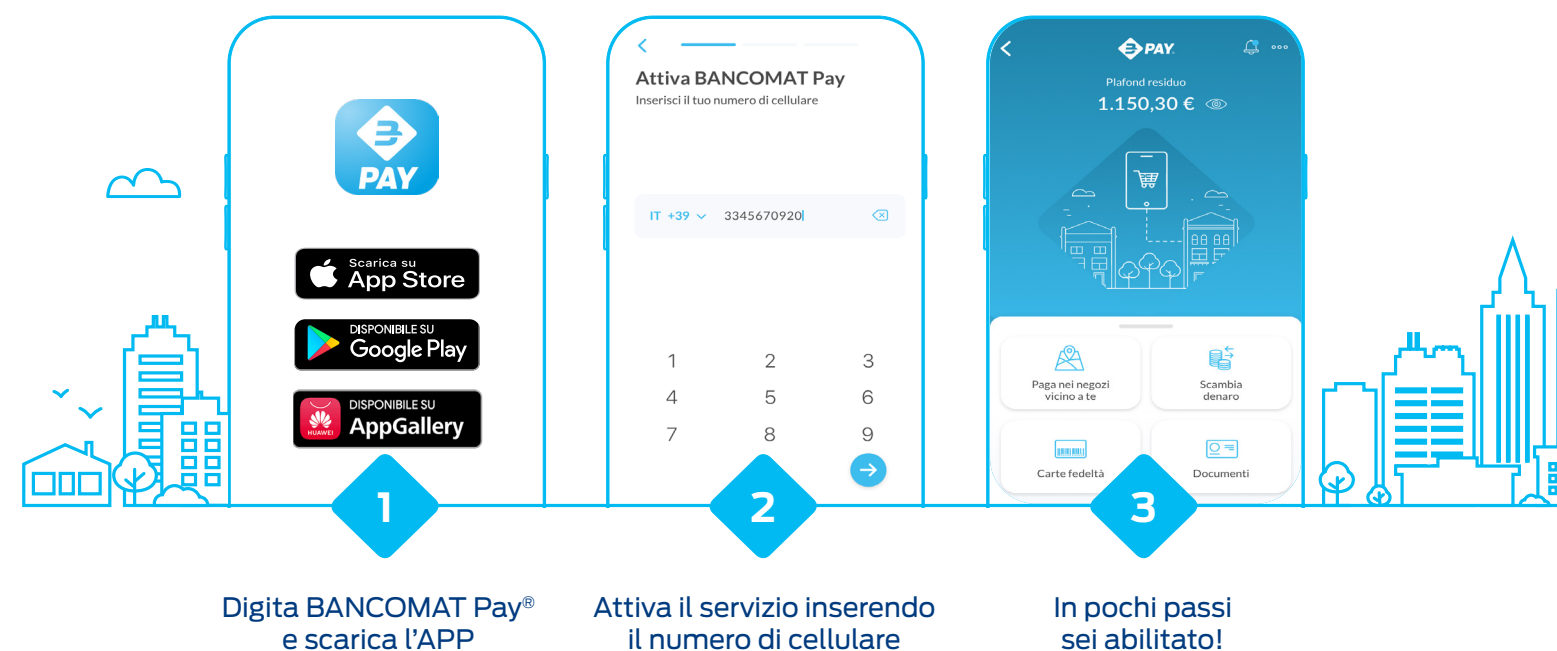 PAY
Scarica su
App Store
DISPONIBILE SU
Google Play
HUAWEI
DISPONIBILE SU
AppGallery
1
Digita BANCOMAT Pay®
e scarica l'APP
Attiva BANCOMAT Pay
Inserisci il tuo numero di cellulare
IT +39 3345670920
1 2 3
4 5 6
7 8 9
2
Attiva il servizio inserendo
il numero di cellulare
PAY.
Plafond residuo
1.150,30 €
Paga nei negozi
vicino a te
Scambia
denaro
Carte fedeltà
Documenti
3
In pochi passi
sei abilitato!